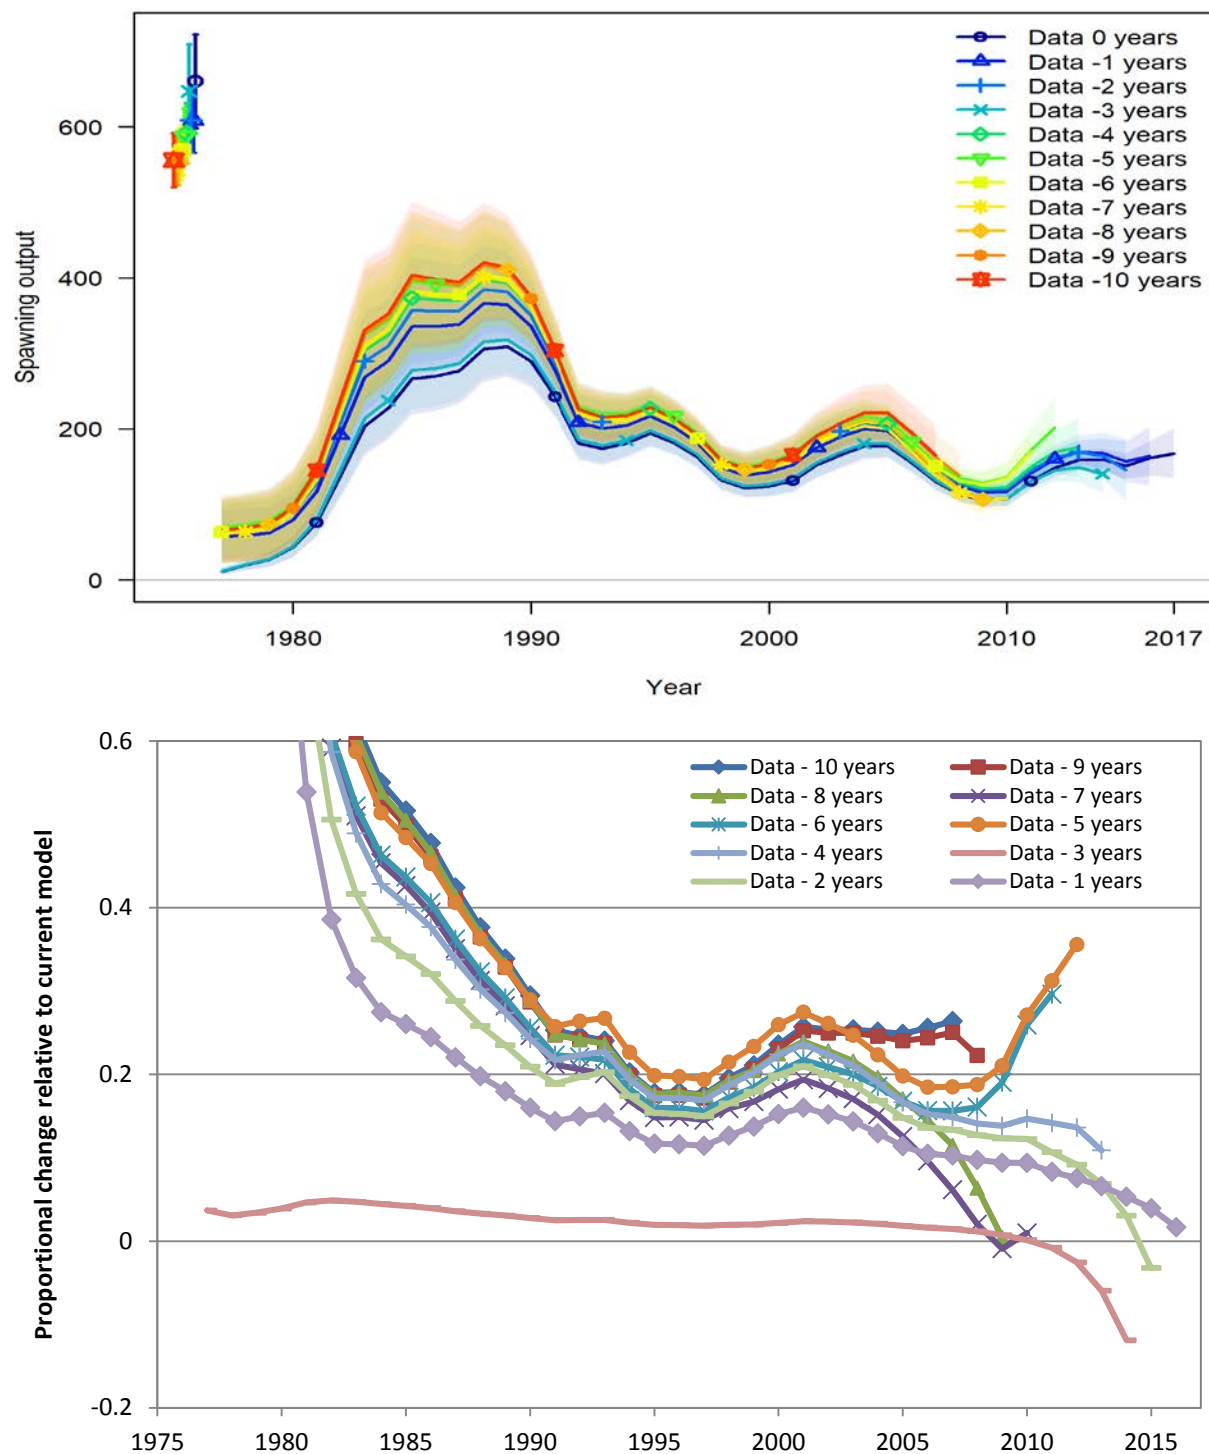 Data 0 years
Data -1 years
Data -2 years
Data -3 years
Data -4 years
Data -5 years
Data -6 years
Data -7 years
Data -8 years
Data -9 years
Data -10 years
Spawning output
600
400
200
0
1980 1990 2000 2010 2017
Year
Proportional change relative to current model
0.6
0.4
0.2
0
-0.2
Data - 10 years Data - 9 years
Data - 8 years Data - 7 years
Data - 6 years Data - 5 years
Data - 4 years Data - 3 years
Data - 2 years Data - 1 years
1975 1980 1985 1990 1995 2000 2005 2010 2015